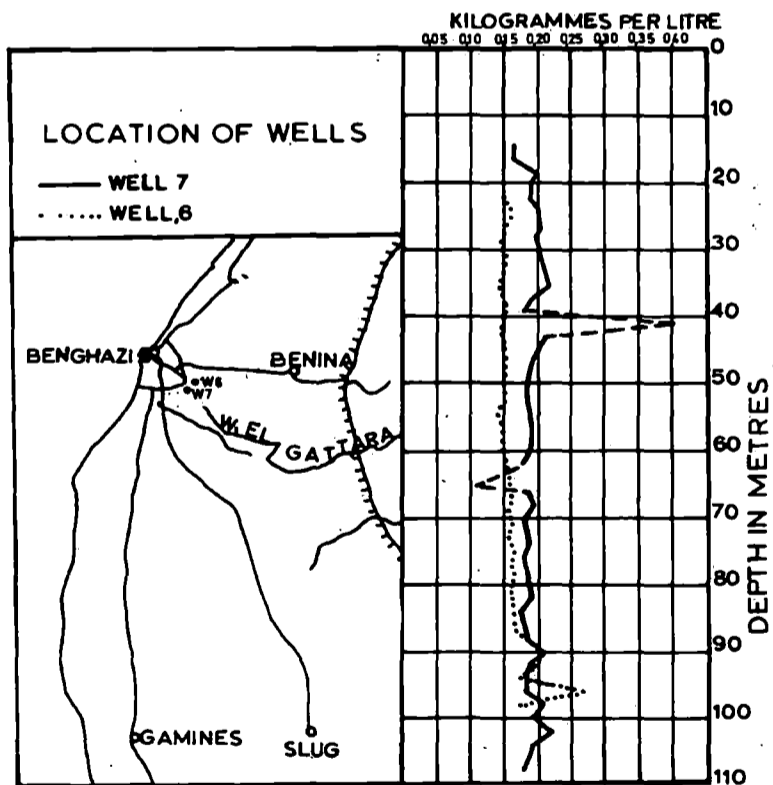 KILOGRAMMES PER LITRE
0,05 0,10 0,15 0,20 0,25 0,30 0,35 0,40
LOCATION OF WELLS
WELL 7
WELL,6
BENGHAZI
BENINA
W6
W7
W.EL GATTARA
GAMINES
SLUG
0
10
20
30
40
50
60
70
80
90
100
110
DEPTH IN METRES